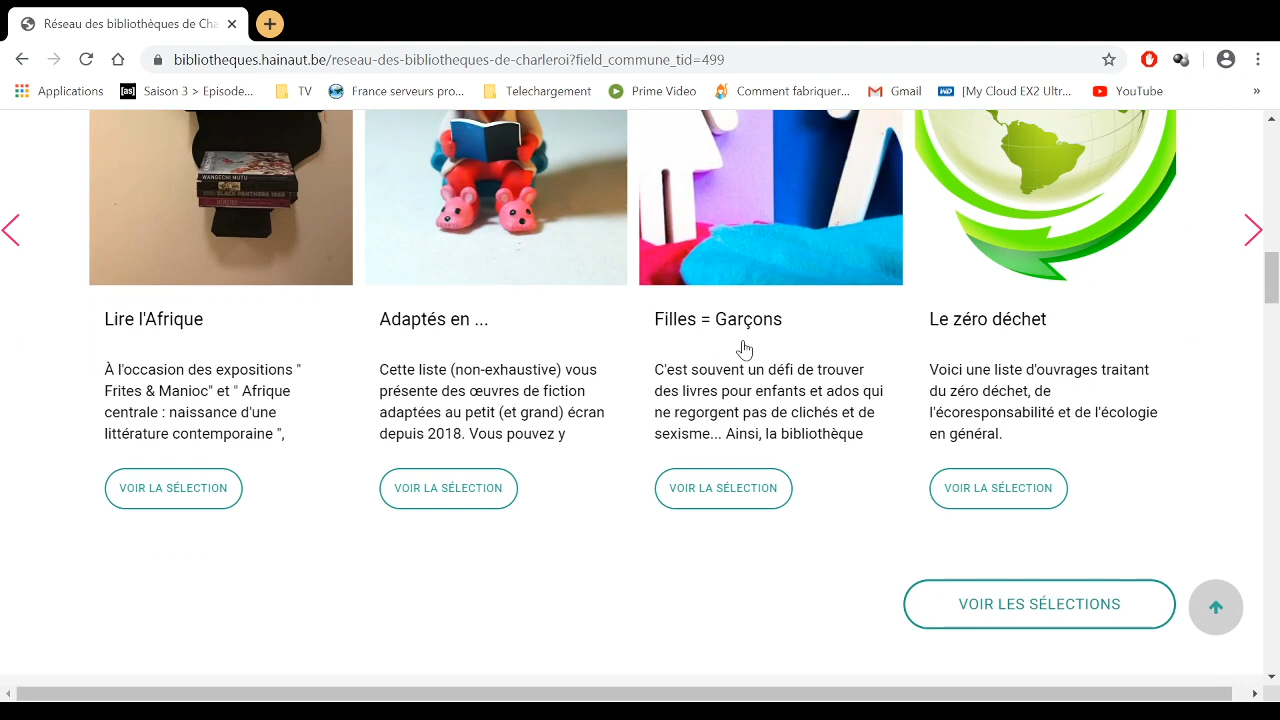 Réseau des bibliothèques de Cha
bibliotheques.hainaut.be/reseau-des-bibliotheques-de-charleroi?field_commune_tid=499
Applications
[as] Saison 3 > Episode...
TV
France serveurs pro...
Telechargement
Prime Video
Comment fabriquer...
Gmail
WD [My Cloud EX2 Ultr...
YouTube
»
WANGECHI MUTU
Lire l'Afrique
À l'occasion des expositions "
Frites & Manioc" et " Afrique
centrale : naissance d'une
littérature contemporaine ",
VOIR LA SÉLECTION
Adaptés en ...
Cette liste (non-exhaustive) vous
présente des œuvres de fiction
adaptées au petit (et grand) écran
depuis 2018. Vous pouvez y
VOIR LA SÉLECTION
Filles = Garçons
C'est souvent un défi de trouver
des livres pour enfants et ados qui
ne regorgent pas de clichés et de
sexisme... Ainsi, la bibliothèque
VOIR LA SÉLECTION
Le zéro déchet
Voici une liste d'ouvrages traitant
du zéro déchet, de
l'écoresponsabilité et de l'écologie
en général.
VOIR LA SÉLECTION
VOIR LES SÉLECTIONS